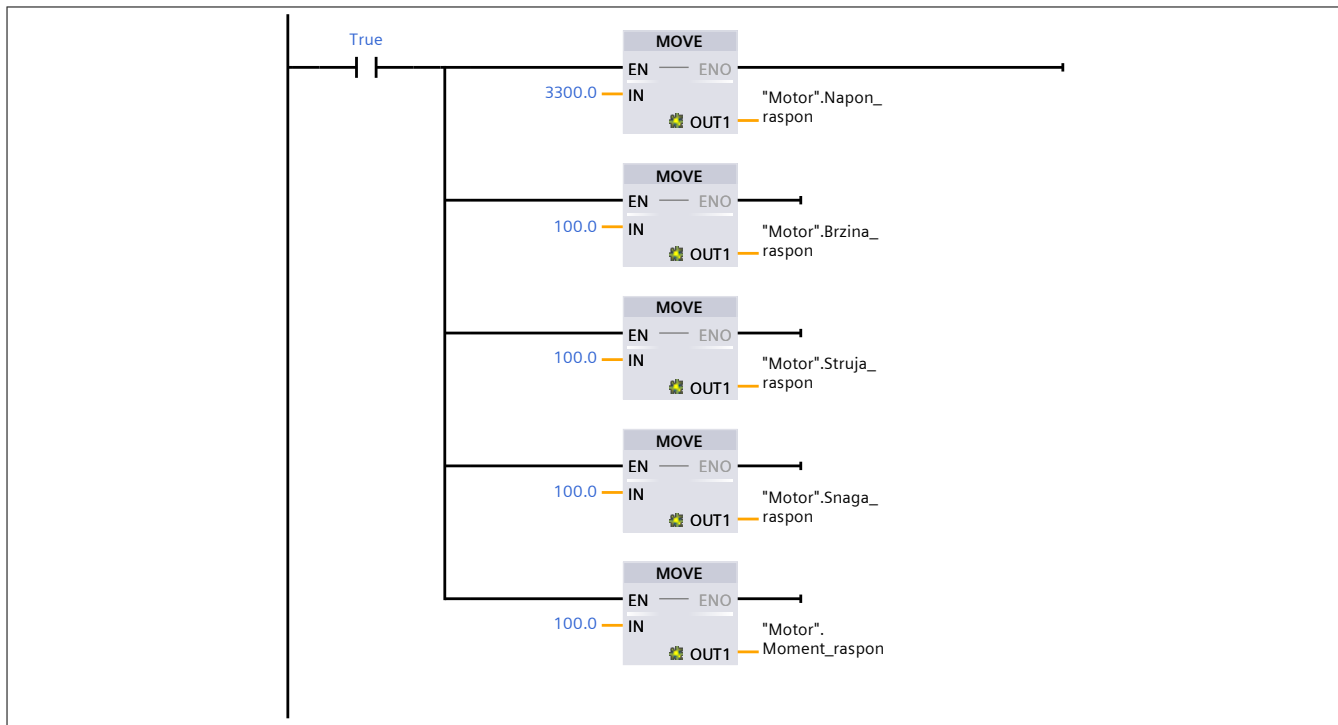 True
MOVE
EN ENO
3300.0 IN
"Motor".Napon_
raspon
OUT1
MOVE
EN ENO
100.0 IN
"Motor".Brzina_
raspon
OUT1
MOVE
EN ENO
100.0 IN
"Motor".Struja_
raspon
OUT1
MOVE
EN ENO
100.0 IN
"Motor".Snaga_
raspon
OUT1
MOVE
EN ENO
100.0 IN
"Motor".
Moment_raspon
OUT1